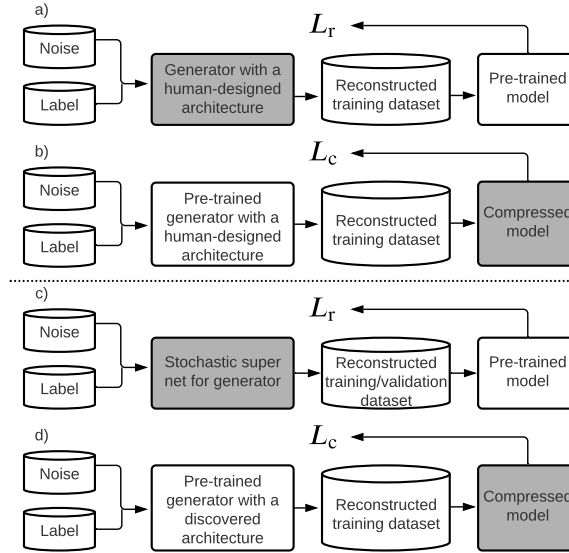 a)
Noise
Label
Generator with a
human-designed
architecture
Lr
Reconstructed
training dataset
Pre-trained
model
b)
Noise
Label
Pre-trained
generator with a
human-designed
architecture
Lc
Reconstructed
training dataset
Compressed
model
c)
Noise
Label
Stochastic super
net for generator
Lr
Reconstructed
training/validation
dataset
Pre-trained
model
d)
Noise
Label
Pre-trained
generator with a
discovered
architecture
Lc
Reconstructed
training dataset
Compressed
model